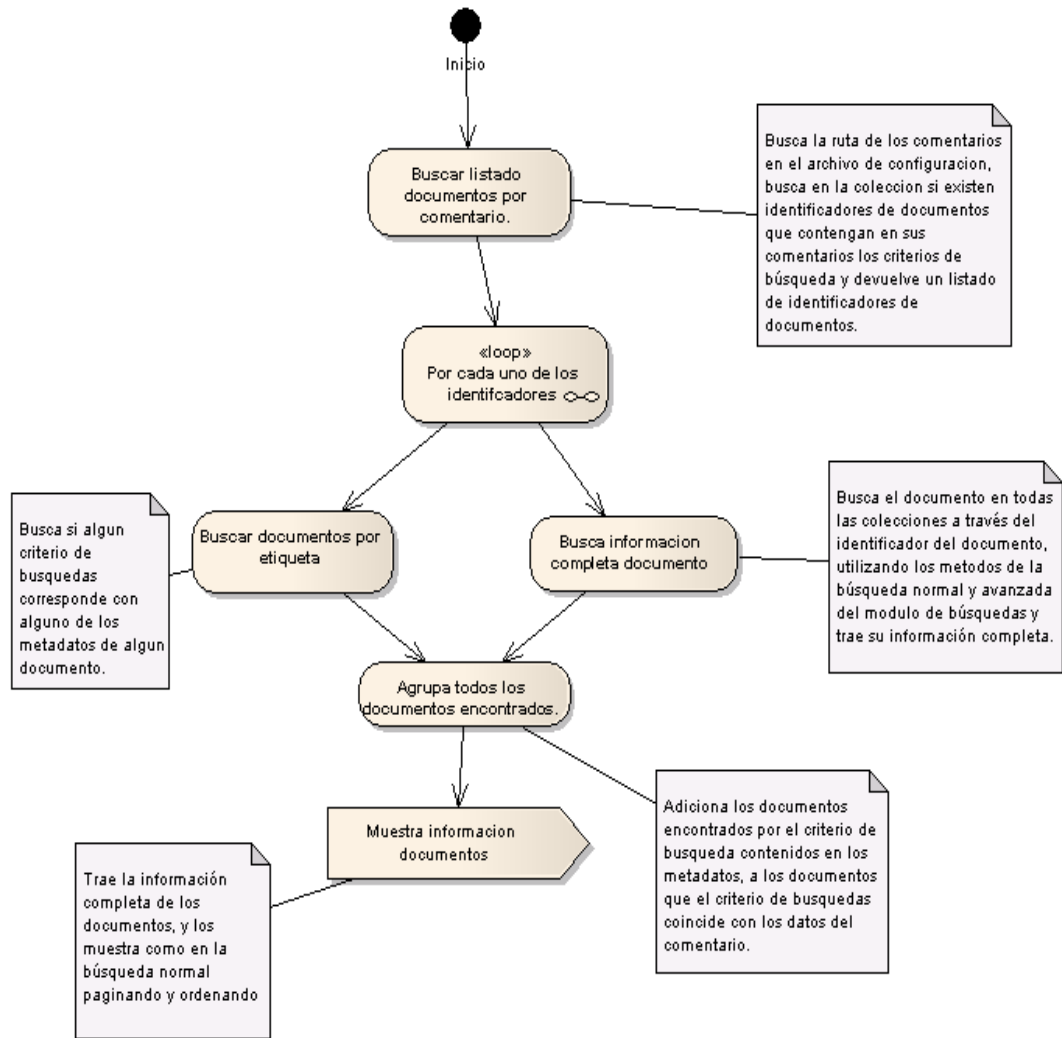 Inicio
Buscar listado
documentos por
comentario.
Busca la ruta de los comentarios
en el archivo de configuracion,
busca en la coleccion si existen
identificadores de documentos
que contengan en sus
comentarios los criterios de
búsqueda y devuelve un listado
de identificadores de
documentos.
«loop»
Por cada uno de los
identifcadores
Busca si algun
criterio de
busquedas
corresponde con
alguno de los
metadatos de algun
documento.
Buscar documentos por
etiqueta
Busca informacion
completa documento
Busca el documento en todas
las colecciones a través del
identificador del documento,
utilizando los metodos de la
búsqueda normal y avanzada
del modulo de búsquedas y
trae su información completa.
Agrupa todos los
documentos encontrados.
Muestra informacion
documentos
Adiciona los documentos
encontrados por el criterio de
busqueda contenidos en los
metadatos, a los documentos
que el criterio de busquedas
coincide con los datos del
comentario.
Trae la información
completa de los
documentos, y los
muestra como en la
búsqueda normal
paginando y ordenando